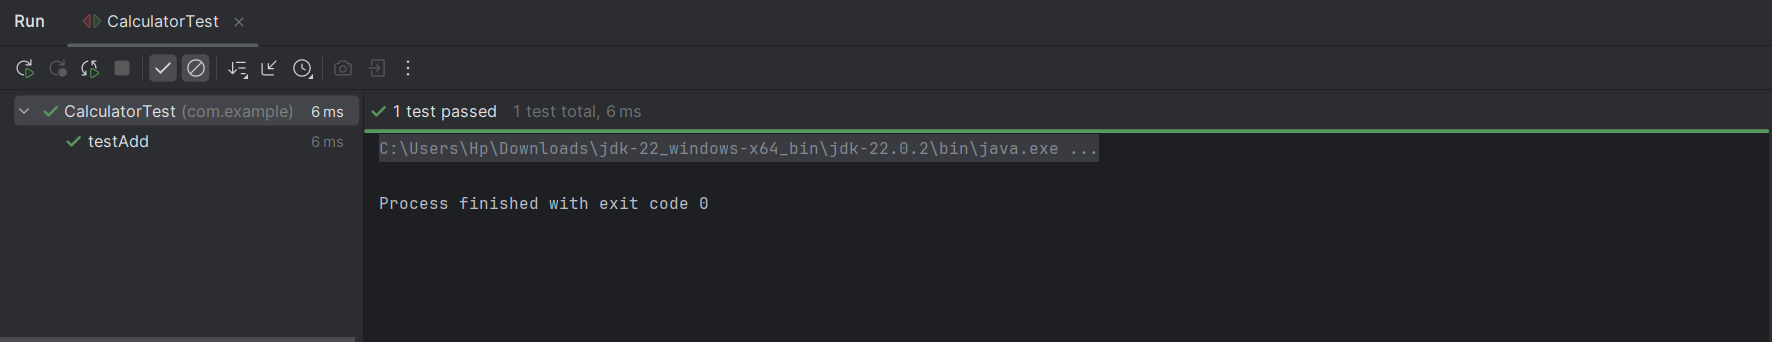 Run CalculatorTest
CalculatorTest (com.example) 6 ms
testAdd 6 ms
1 test passed 1 test total, 6 ms
C:\Users\Hp\Downloads\jdk-22_windows-x64_bin\jdk-22.0.2\bin\java.exe ...
Process finished with exit code 0